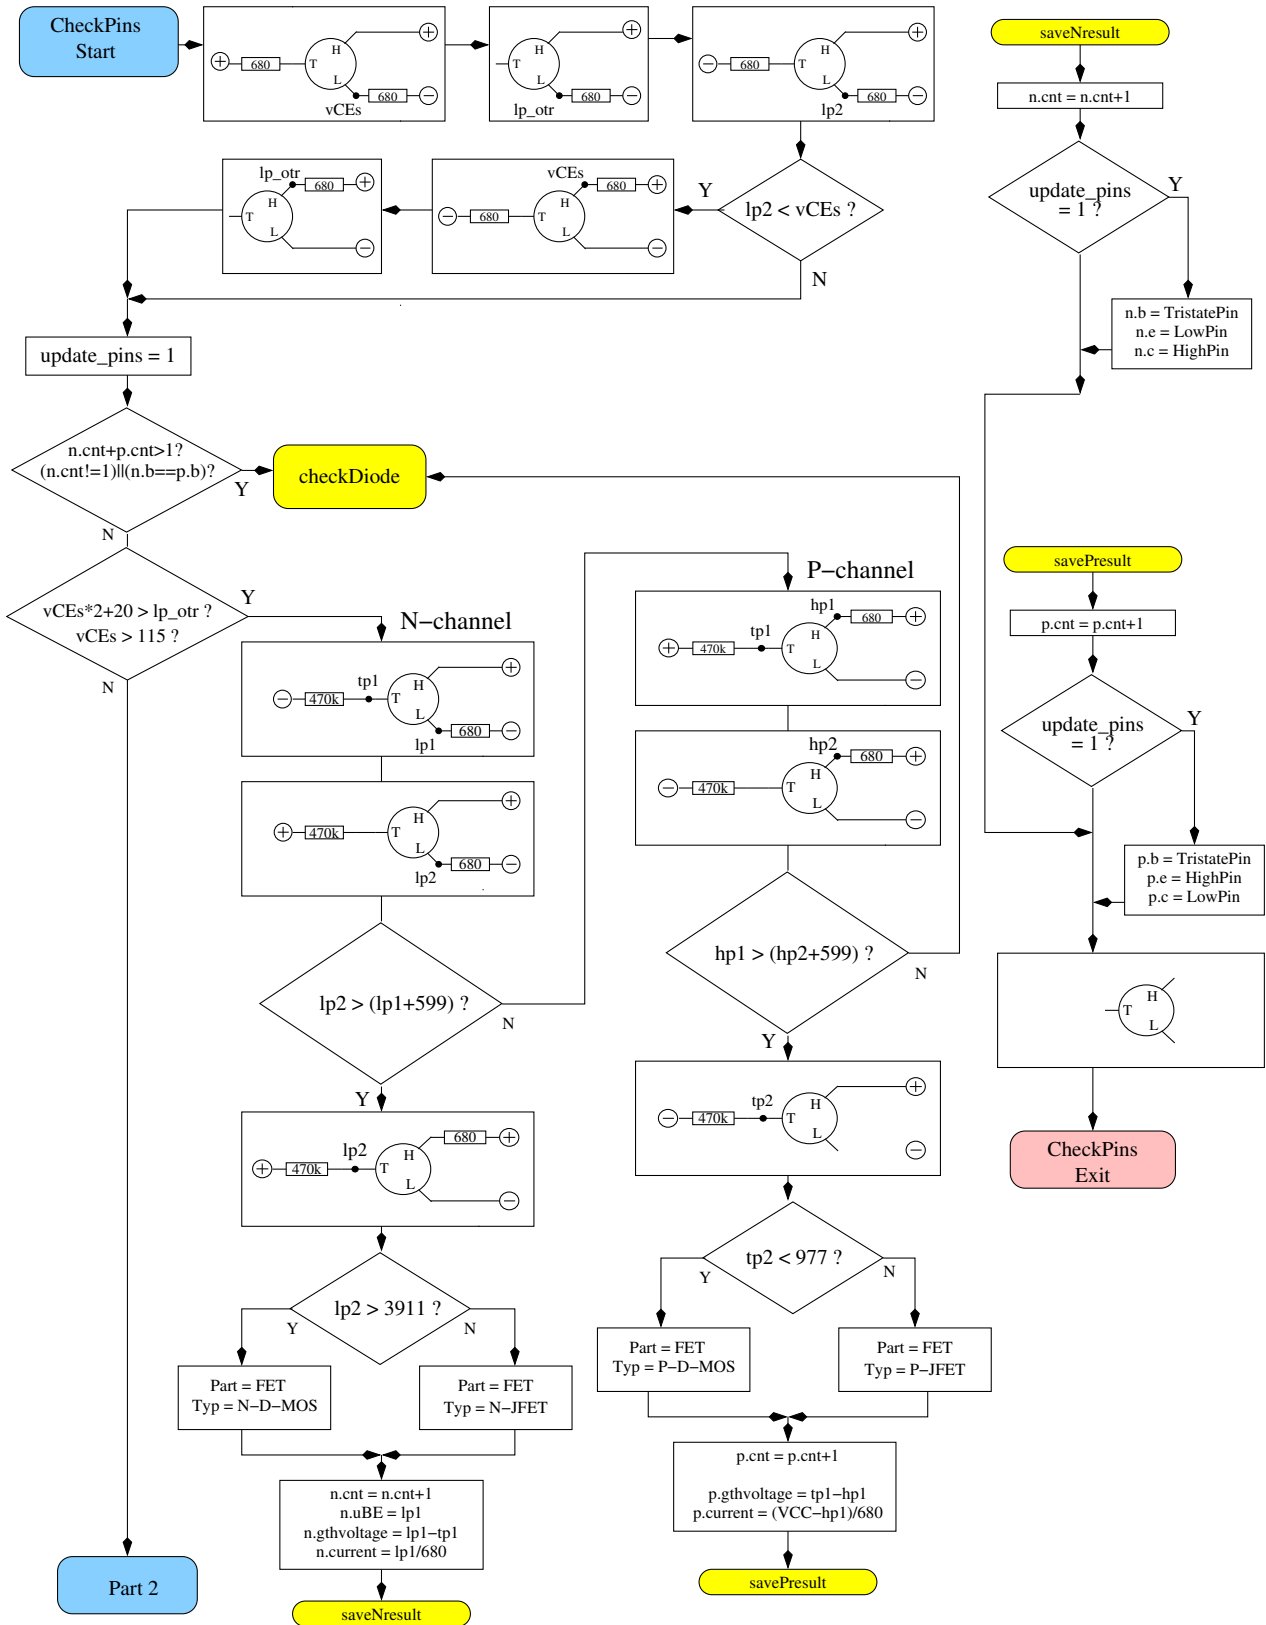 CheckPins
Start
+
680
T
H
L
+
680
−
vCEs
T
H
L
+
680
−
lp_otr
−
680
T
H
L
+
680
−
lp2
lp2 < vCEs ?
Y
N
vCEs
680
+
−
680
T
H
L
−
lp_otr
680
+
T
H
L
−
update_pins = 1
n.cnt+p.cnt>1?
(n.cnt!=1)||(n.b==p.b)?
Y
N
checkDiode
vCEs*2+20 > lp_otr ?
vCEs > 115 ?
Y
N
N−channel
−
470k
tp1
T
H
L
+
680
−
lp1
+
470k
T
H
L
+
680
−
lp2
lp2 > (lp1+599) ?
N
Y
+
470k
lp2
T
H
L
680
+
−
lp2 > 3911 ?
Y
N
Part = FET
Typ = N−D−MOS
Part = FET
Typ = N−JFET
n.cnt = n.cnt+1
n.uBE = lp1
n.gthvoltage = lp1−tp1
n.current = lp1/680
saveNresult
Part 2
P−channel
+
470k
tp1
T
H
L
hp1
680
+
−
−
470k
T
H
L
hp2
680
+
−
hp1 > (hp2+599) ?
N
Y
−
470k
tp2
T
H
L
+
−
tp2 < 977 ?
Y
N
Part = FET
Typ = P−D−MOS
Part = FET
Typ = P−JFET
p.cnt = p.cnt+1
p.gthvoltage = tp1−hp1
p.current = (VCC−hp1)/680
savePresult
saveNresult
n.cnt = n.cnt+1
update_pins
= 1 ?
Y
n.b = TristatePin
n.e = LowPin
n.c = HighPin
savePresult
p.cnt = p.cnt+1
update_pins
= 1 ?
Y
p.b = TristatePin
p.e = HighPin
p.c = LowPin
T
H
L
CheckPins
Exit